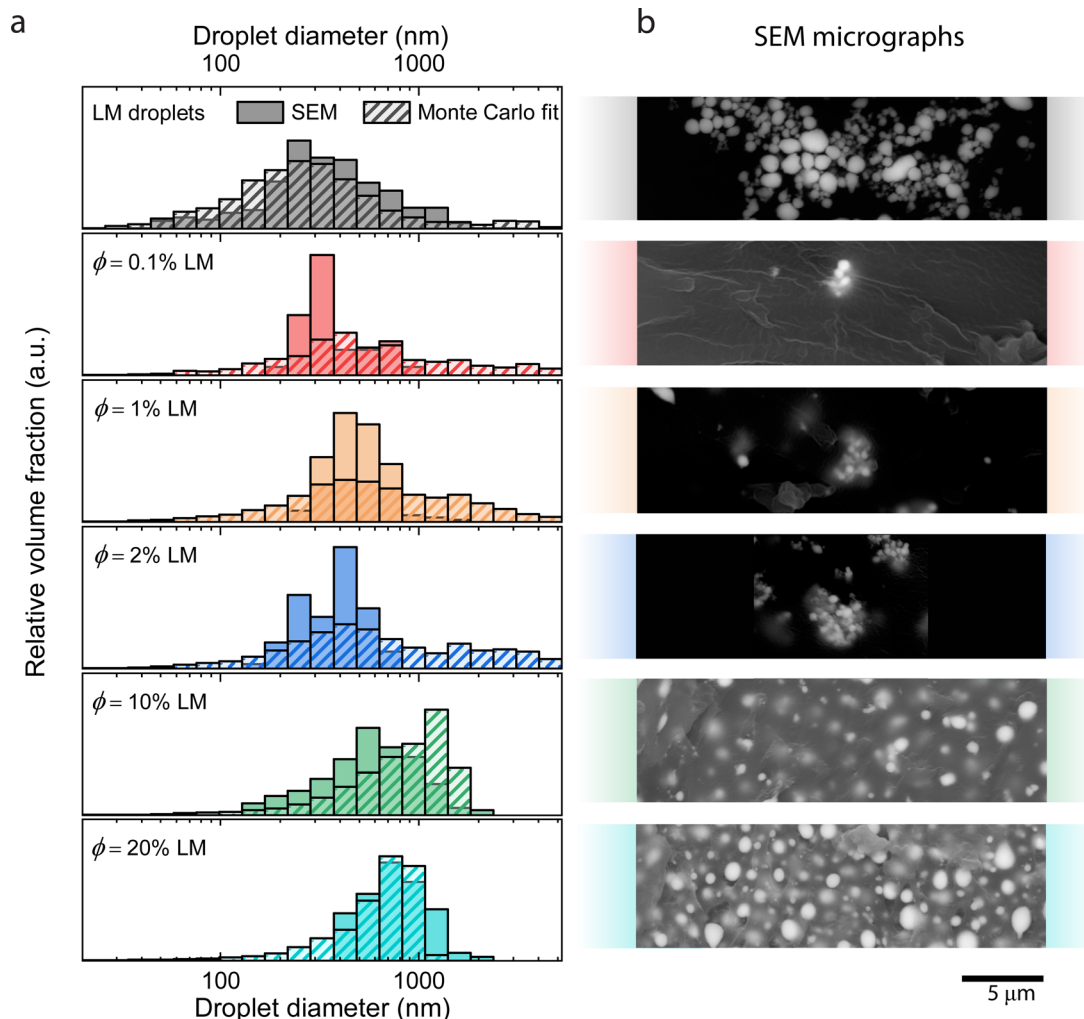 a
Droplet diameter (nm)
100 1000
LM droplets SEM Monte Carlo fit
ϕ = 0.1% LM
ϕ = 1% LM
ϕ = 2% LM
ϕ = 10% LM
ϕ = 20% LM
Relative volume fraction (a.u.)
100 1000
Droplet diameter (nm)
b
SEM micrographs
5 μm